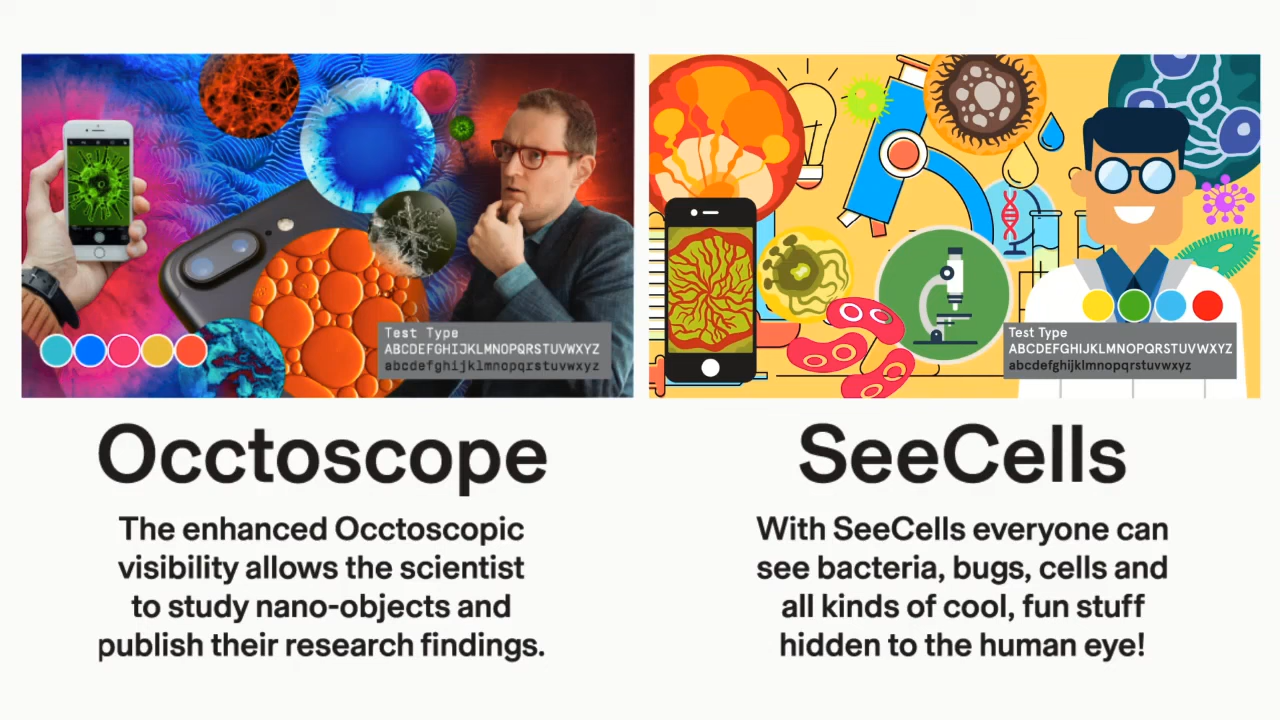 Test Type
ABCDEFGHIJKLMNOPQRSTUVWXYZ
abcdefghijklmnopqrstuvwxyz
Test Type
ABCDEFGHIJKLMNOPQRSTUVWXYZ
abcdefghijklmnopqrstuvwxyz
Occtoscope
The enhanced Occtoscopic
visibility allows the scientist
to study nano-objects and
publish their research findings.
SeeCells
With SeeCells everyone can
see bacteria, bugs, cells and
all kinds of cool, fun stuff
hidden to the human eye!